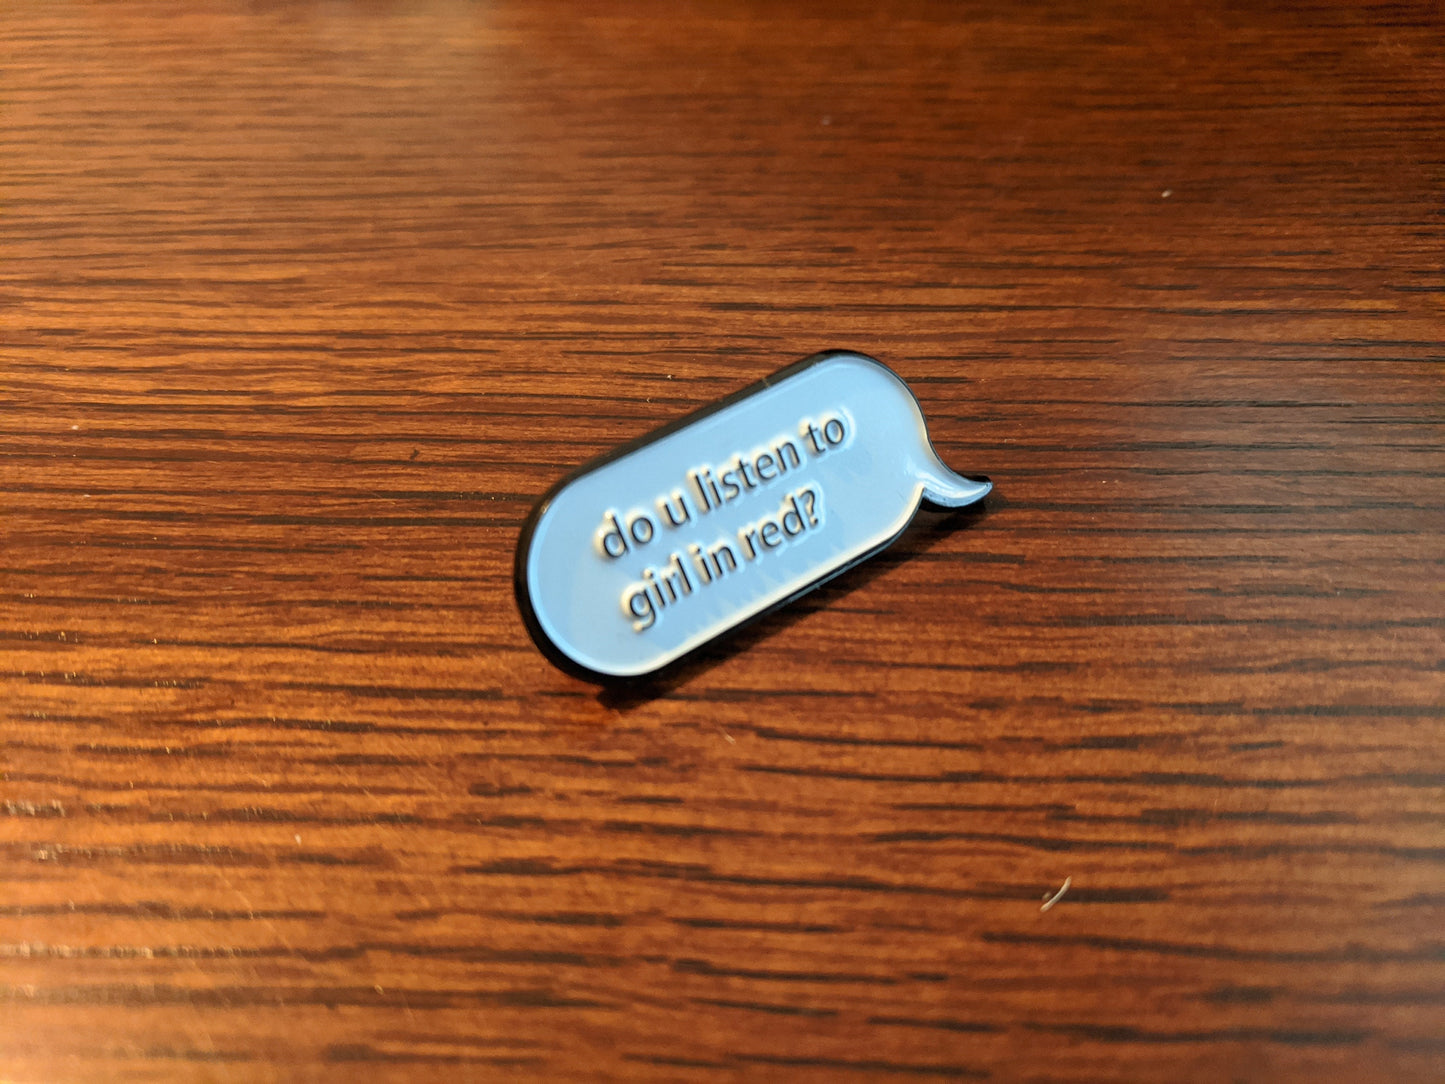 do u listen to
girl in red?